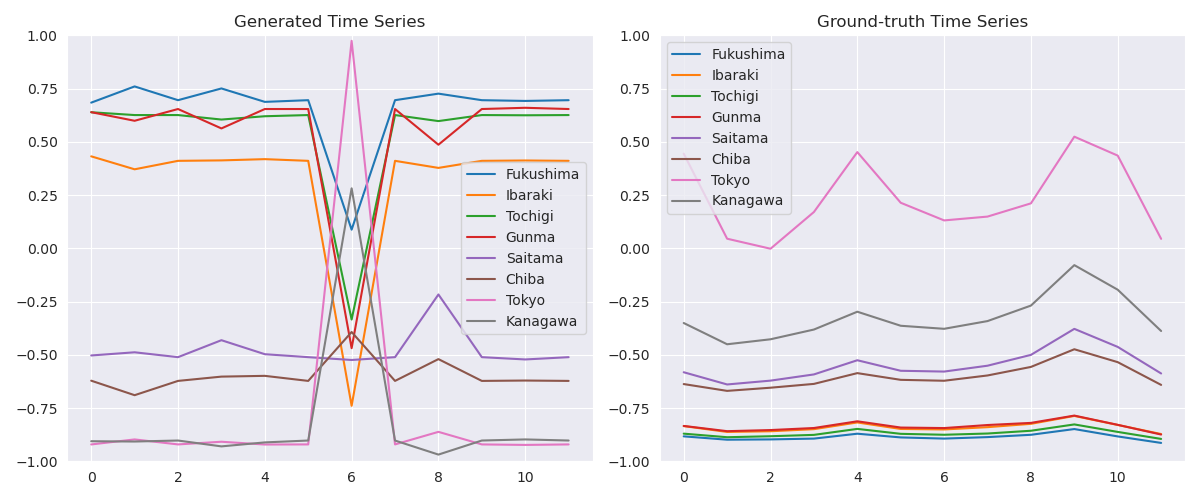 Generated Time Series
1.00
0.75
0.50
0.25
0.00
−0.25
−0.50
−0.75
−1.00
0 2 4 6 8 10
Fukushima
Ibaraki
Tochigi
Gunma
Saitama
Chiba
Tokyo
Kanagawa
Ground-truth Time Series
1.00
0.75
0.50
0.25
0.00
−0.25
−0.50
−0.75
−1.00
0 2 4 6 8 10
Fukushima
Ibaraki
Tochigi
Gunma
Saitama
Chiba
Tokyo
Kanagawa